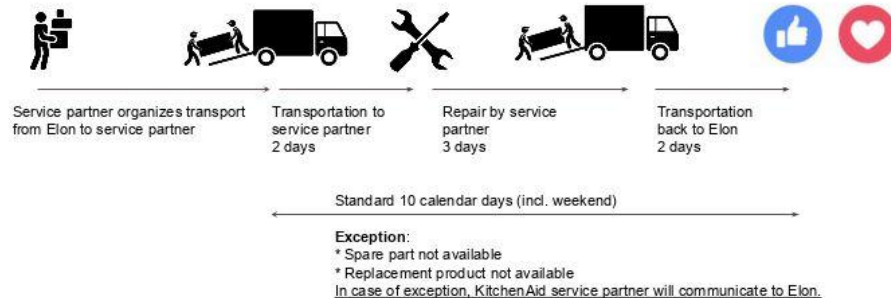 Service partner organizes transport
from Elon to service partner
Transportation to
service partner
2 days
Repair by service
partner
3 days
Transportation
back to Elon
2 days
Standard 10 calendar days (incl. weekend)
Exception:
* Spare part not available
* Replacement product not available
In case of exception, KitchenAid service partner will communicate to Elon.